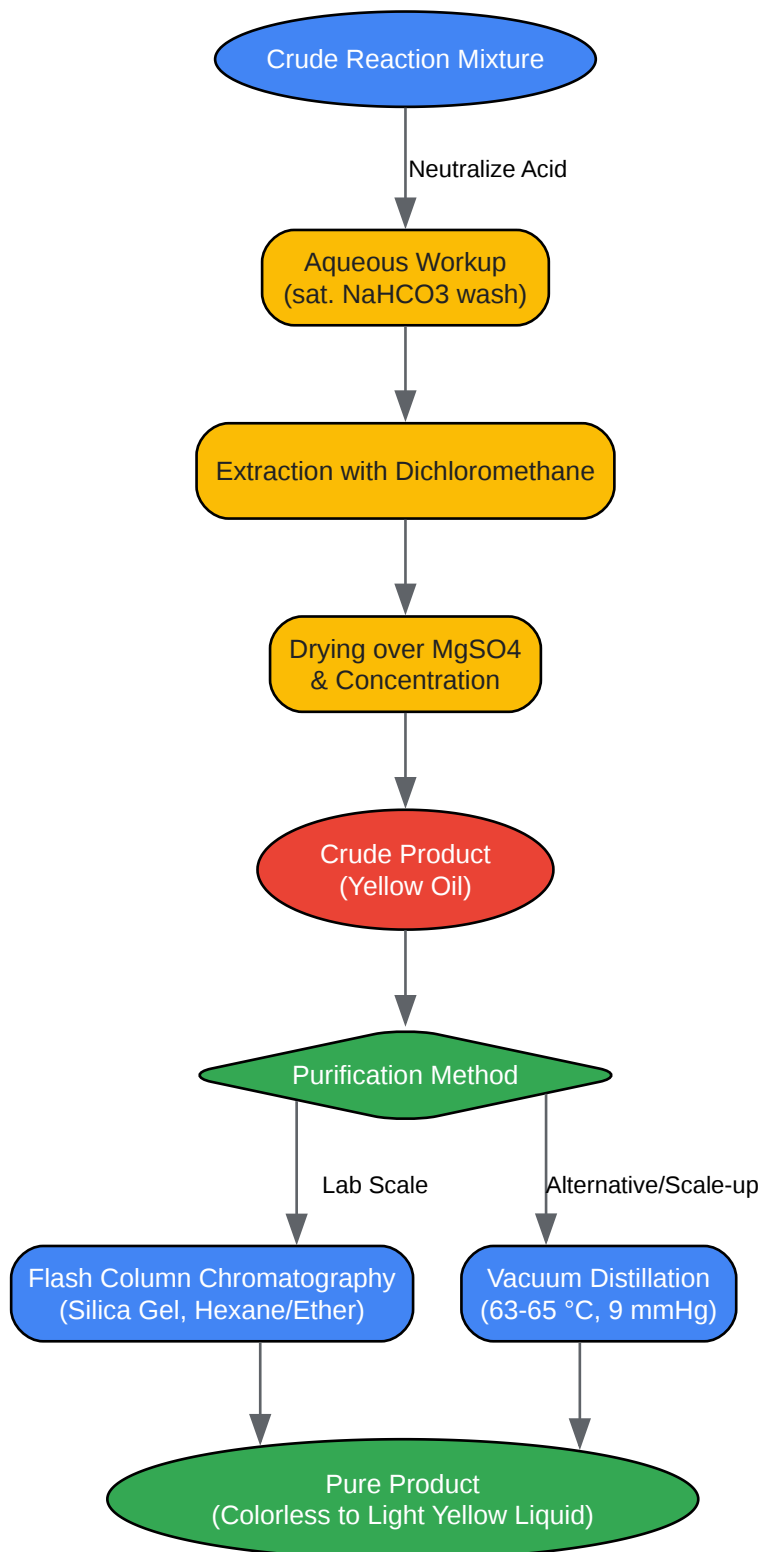 Crude Reaction Mixture
Neutralize Acid
Aqueous Workup
(sat. NaHCO3 wash)
Extraction with Dichloromethane
Drying over MgSO4
& Concentration
Crude Product
(Yellow Oil)
Purification Method
Lab Scale
Alternative/Scale-up
Flash Column Chromatography
(Silica Gel, Hexane/Ether)
Vacuum Distillation
(63-65 °C, 9 mmHg)
Pure Product
(Colorless to Light Yellow Liquid)